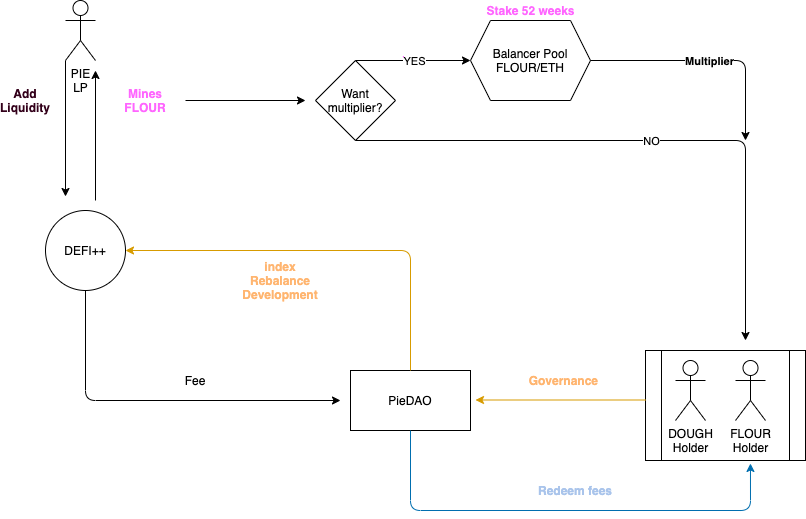 Stake 52 weeks
Balancer Pool
FLOUR/ETH
YES
Multiplier
PIE
LP
Add
Liquidity
Mines
FLOUR
Want
multiplier?
NO
DEFI++
index
Rebalance
Development
Fee
PieDAO
Governance
DOUGH
Holder
FLOUR
Holder
Redeem fees